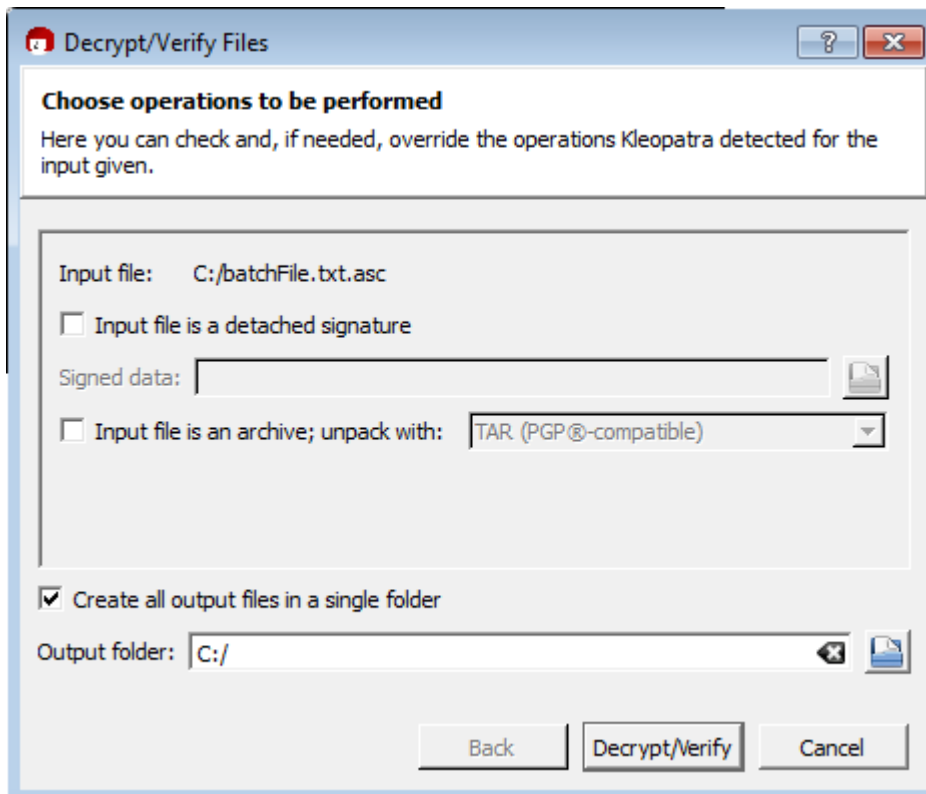 Decrypt/Verify Files
Choose operations to be performed
Here you can check and, if needed, override the operations Kleopatra detected for the
input given.
Input file: C:/batchFile.txt.asc
Input file is a detached signature
Signed data:
Input file is an archive; unpack with: TAR (PGP®-compatible)
Create all output files in a single folder
Output folder: C:/
Back Decrypt/Verify Cancel